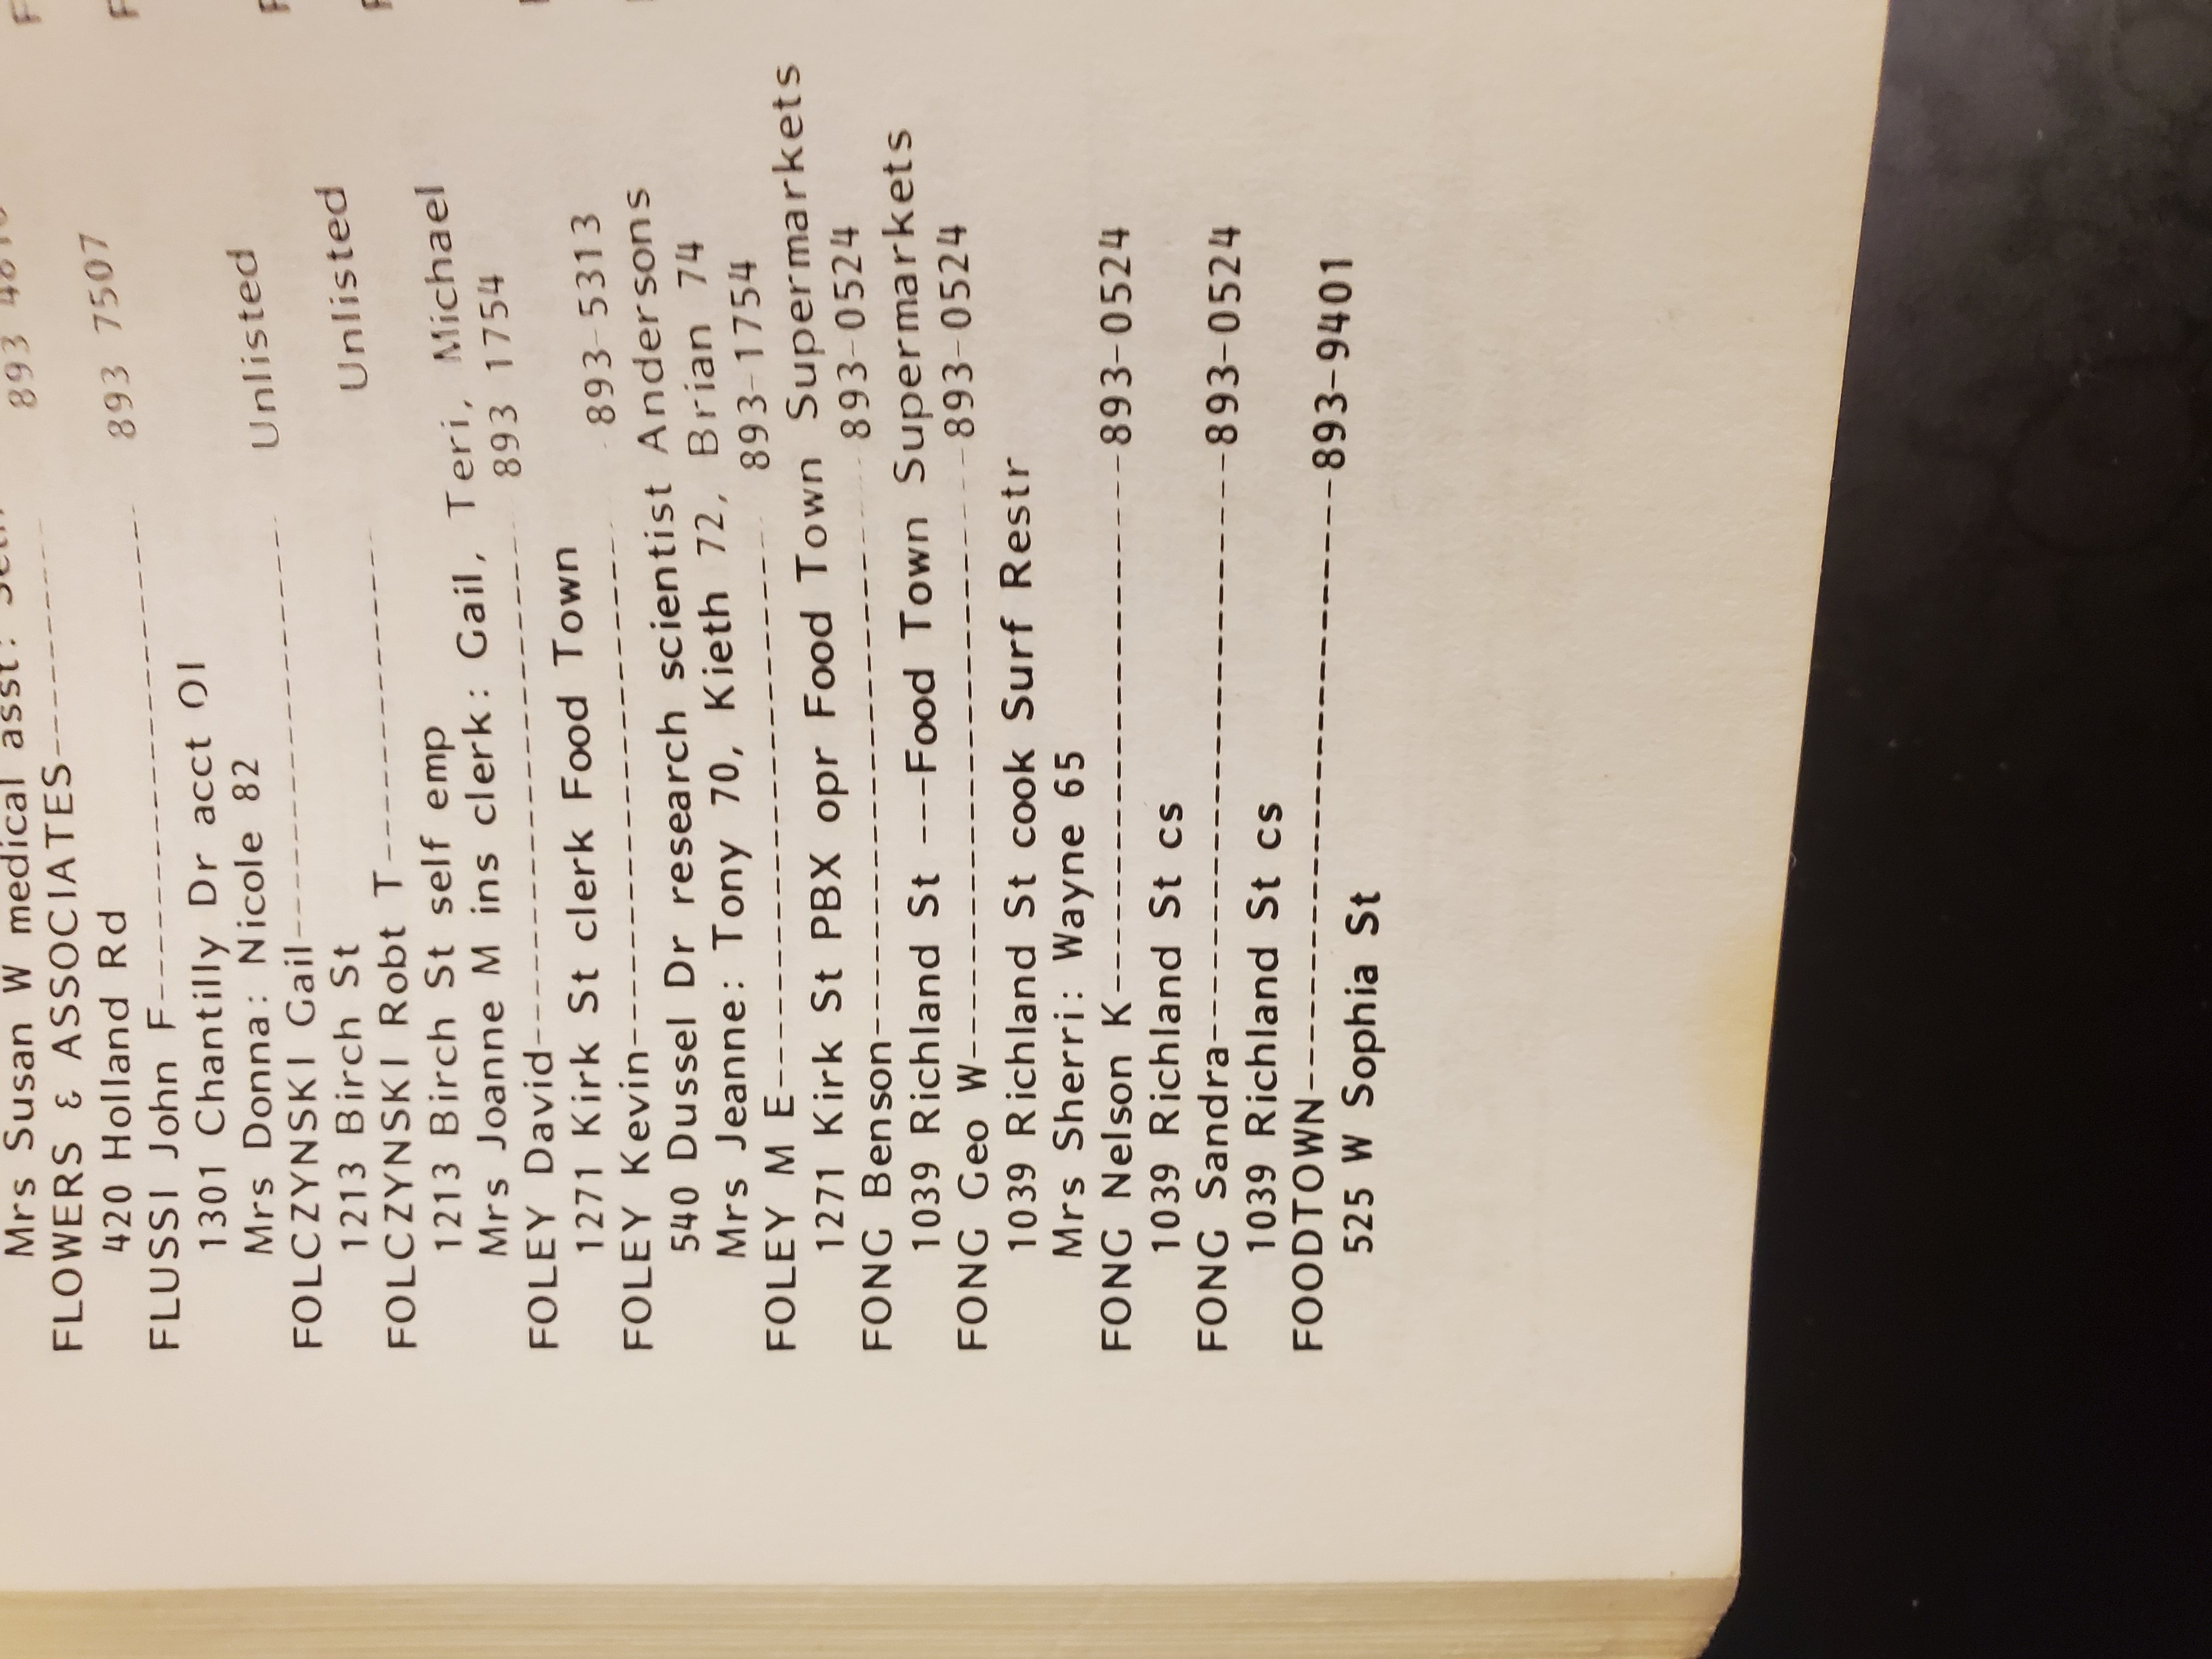 Mrs Susan W medical asst:
FLOWERS & ASSOCIATES---------- 893
420 Holland Rd
FLUSSI John F-------------------- 893 7507
1301 Chantilly Dr acct OI
Mrs Donna: Nicole 82
FOLCZYNSKI Gail----------------- Unlisted
1213 Birch St
FOLCZYNSKI Robt T------------- Unlisted
1213 Birch St self emp
Mrs Joanne M ins clerk: Gail, Teri, Michael
FOLEY David--------------------- 893 1754
1271 Kirk St clerk Food Town
FOLEY Kevin--------------------- 893-5313
540 Dussel Dr research scientist Andersons
Mrs Jeanne: Tony 70, Kieth 72, Brian 74
FOLEY M E---------------------- 893-1754
1271 Kirk St PBX opr Food Town Supermarkets
FONG Benson--------------------- 893-0524
1039 Richland St ---Food Town Supermarkets
FONG Geo W---------------------- 893-0524
1039 Richland St cook Surf Restr
Mrs Sherri: Wayne 65
FONG Nelson K--------------------893-0524
1039 Richland St cs
FONG Sandra----------------------893-0524
1039 Richland St cs
FOODTOWN------------------------893-9401
525 W Sophia St